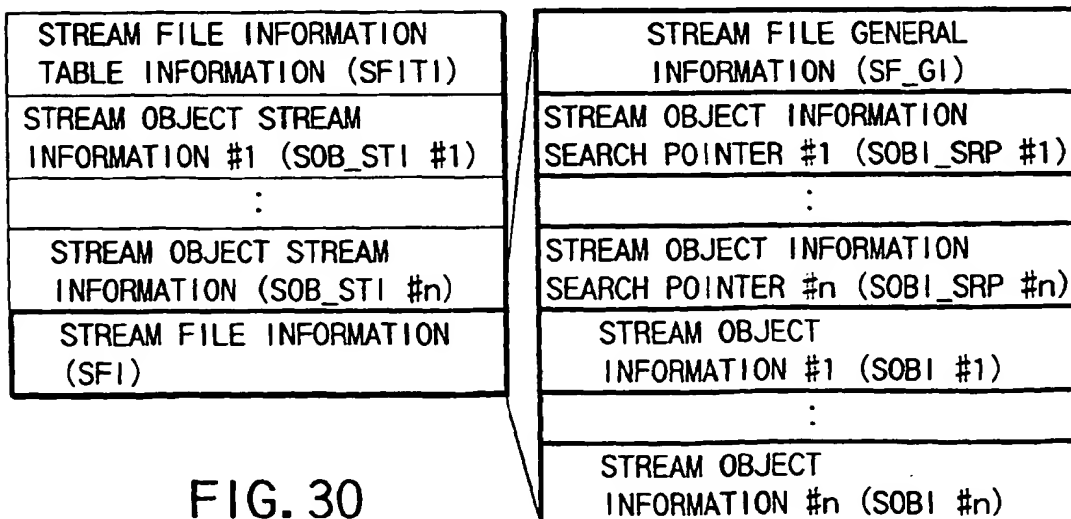 STREAM FILE INFORMATION
TABLE INFORMATION (SFITI)
STREAM OBJECT STREAM
INFORMATION #1 (SOB_STI #1)
:
STREAM OBJECT STREAM
INFORMATION (SOB_STI #n)
STREAM FILE INFORMATION
(SFI)
STREAM FILE GENERAL
INFORMATION (SF_GI)
STREAM OBJECT INFORMATION
SEARCH POINTER #1 (SOBI_SRP #1)
:
STREAM OBJECT INFORMATION
SEARCH POINTER #n (SOBI_SRP #n)
STREAM OBJECT
INFORMATION #1 (SOBI #1)
:
STREAM OBJECT
INFORMATION #n (SOBI #n)
FIG. 30